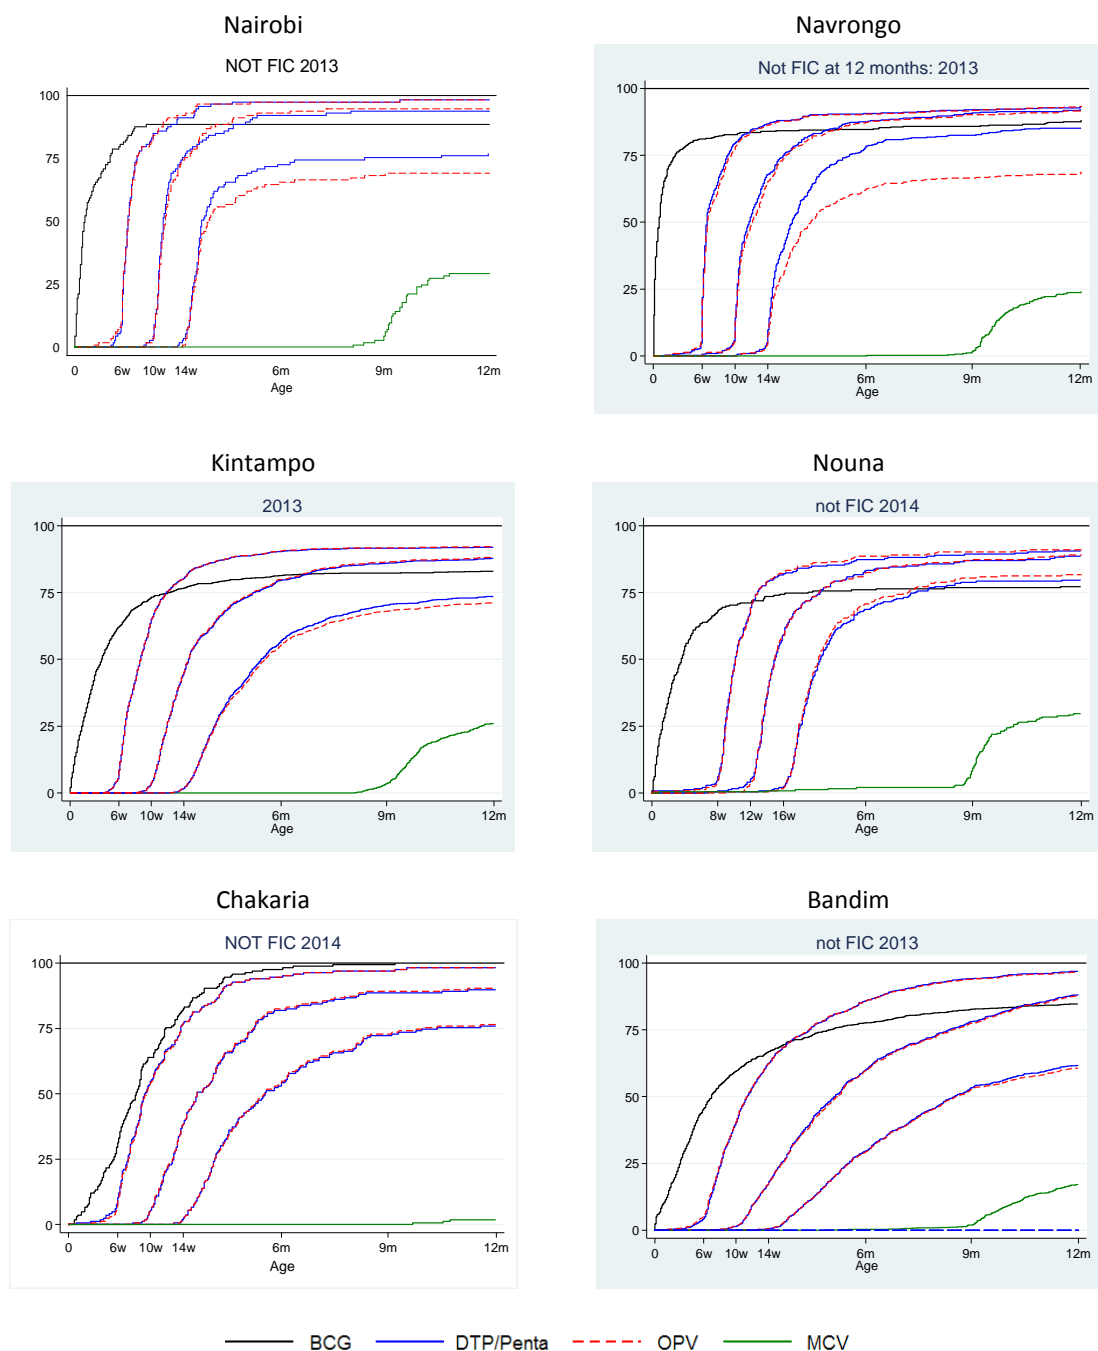 Nairobi
NOT FIC 2013
100
75
50
25
0
0 6w 10w 14w 6m 9m 12m
Age
Navrongo
Not FIC at 12 months: 2013
100
75
50
25
0
0 6w 10w 14w 6m 9m 12m
Age
Kintampo
2013
100
75
50
25
0
0 6w 10w 14w 6m 9m 12m
Age
Nouna
not FIC 2014
100
75
50
25
0
0 8w 12w 16w 6m 9m 12m
Age
Chakaria
NOT FIC 2014
100
75
50
25
0
0 6w 10w 14w 6m 9m 12m
Age
Bandim
not FIC 2013
100
75
50
25
0
0 6w 10w 14w 6m 9m 12m
Age
BCG DTP/Penta OPV MCV